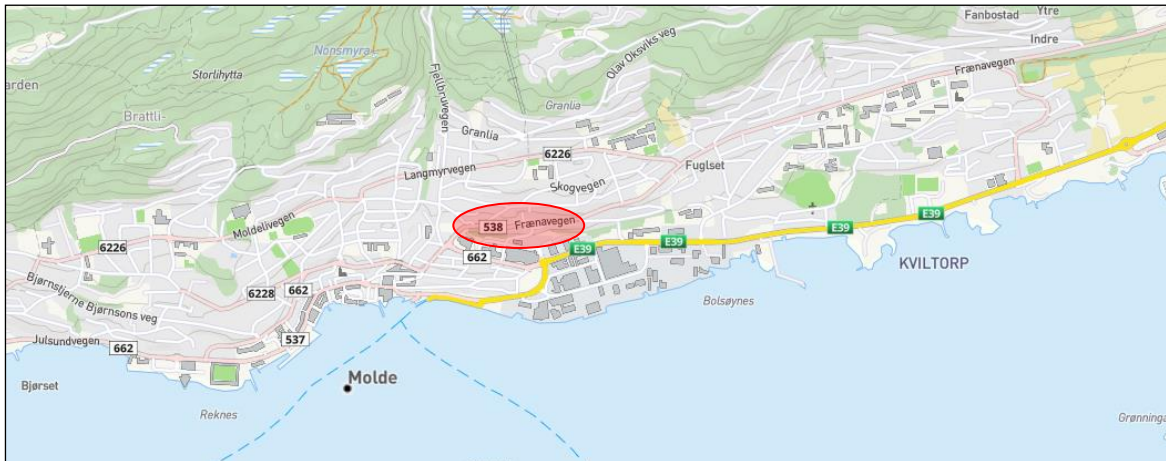 Ytre
Fanbostad
Indre
Nonsmyra
Olav Oksviks veg
Storlihytta
Fjellbruvegen
Frænavegen
arden
Granlia
Brattli-
Granlia
6226
Langmyrvegen
Fuglset
Skogvegen
Moldelivegen
538
Frænavegen
E39
E39
6226
E39
E39
662
KVILTORP
Bjørnstjerne Bjørnsons veg
6228
662
Bolsøynes
537
Julsundvegen
662
Molde
Bjørset
Reknes
Grønninga